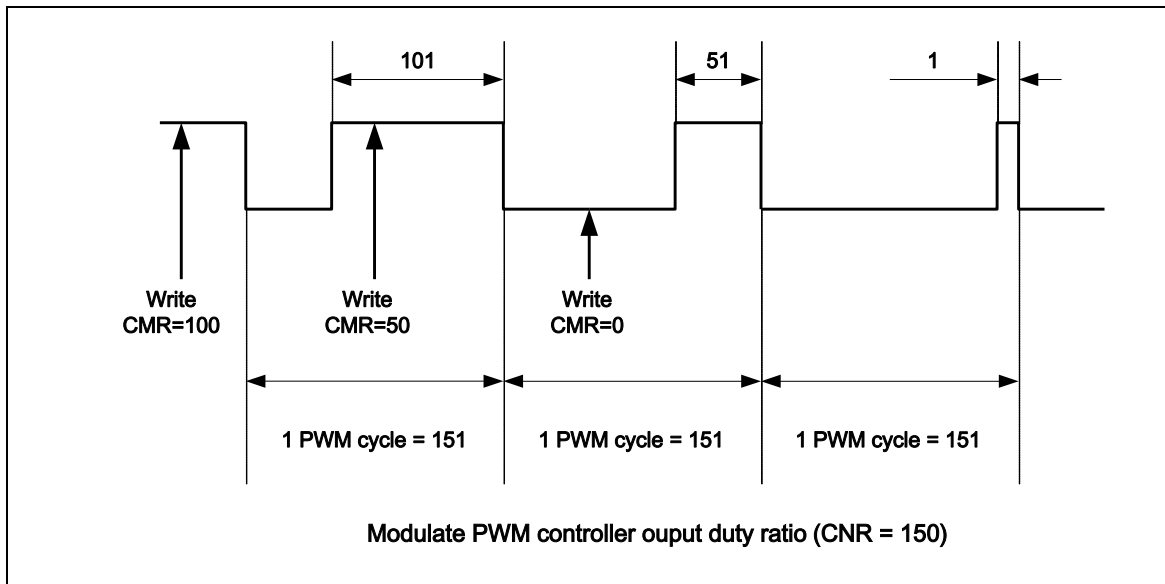 101
51
1
Write
CMR=100
Write
CMR=50
Write
CMR=0
1 PWM cycle = 151
1 PWM cycle = 151
1 PWM cycle = 151
Modulate PWM controller ouput duty ratio (CNR = 150)